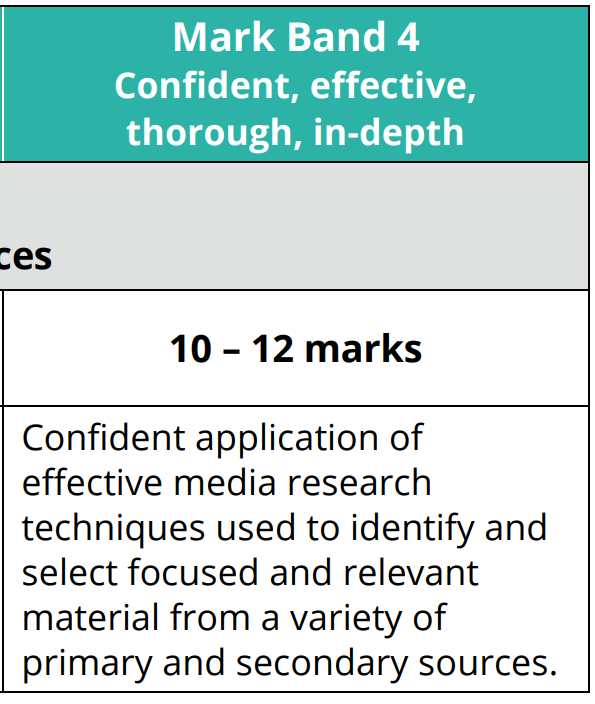 Mark Band 4
Confident, effective,
thorough, in-depth
ces
10 – 12 marks
Confident application of
effective media research
techniques used to identify and
select focused and relevant
material from a variety of
primary and secondary sources.